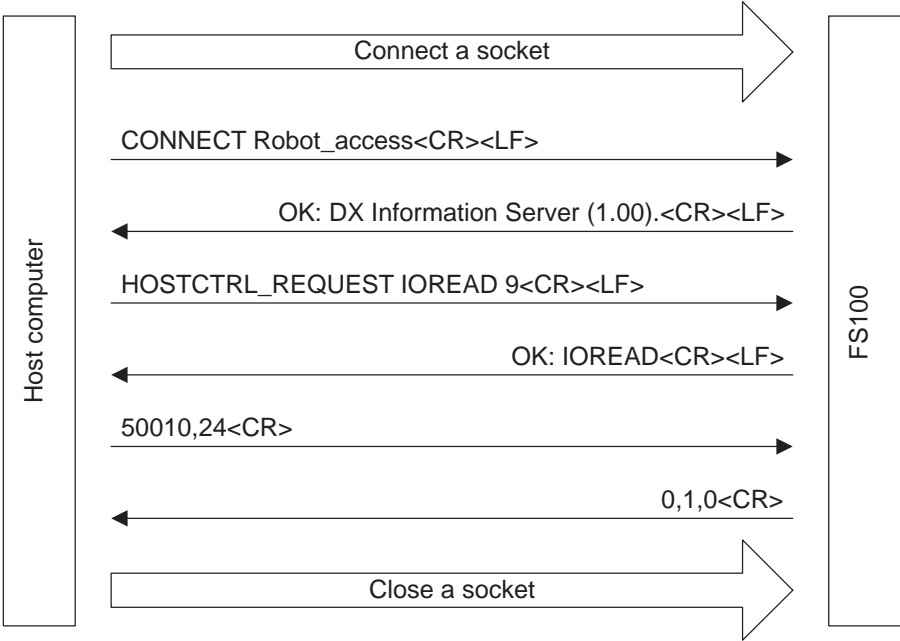 Host computer
FS100
Connect a socket
CONNECT Robot_access<CR><LF>
OK: DX Information Server (1.00).<CR><LF>
HOSTCTRL_REQUEST IOREAD 9<CR><LF>
OK: IOREAD<CR><LF>
50010,24<CR>
0,1,0<CR>
Close a socket